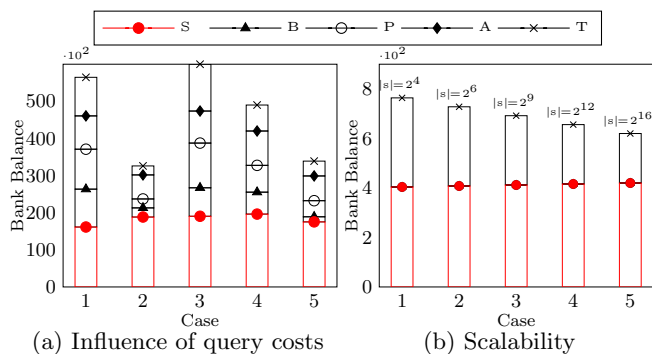 S B P A T
·10²
500
400
300
200
100
0
Bank Balance
1 2 3 4 5
Case
(a) Influence of query costs
·10²
8
6
4
2
0
Bank Balance
|s|=2⁴
|s|=2⁶
|s|=2⁹
|s|=2¹²
|s|=2¹⁶
1 2 3 4 5
Case
(b) Scalability